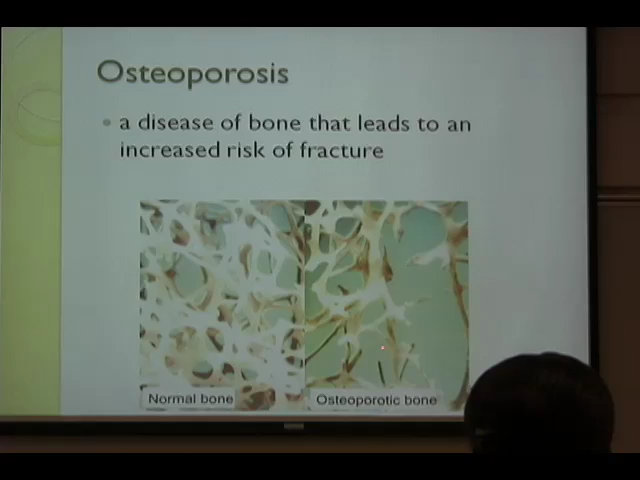 Osteoporosis
• a disease of bone that leads to an
increased risk of fracture
Normal bone
Osteoporotic bone